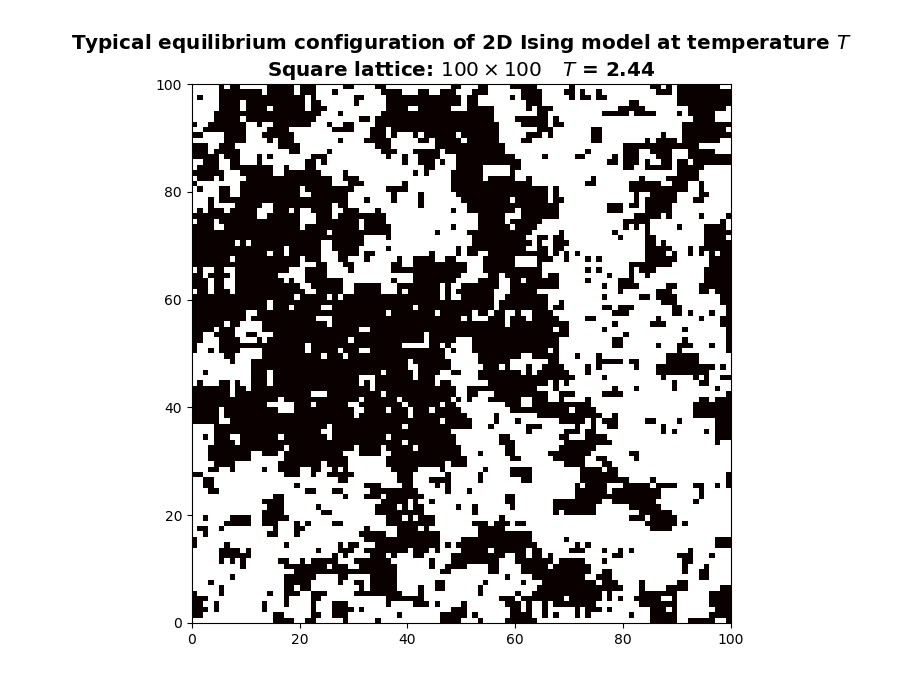 Typical equilibrium configuration of 2D Ising model at temperature T
Square lattice: 100 × 100 T = 2.44
100
80
60
40
20
0
0 20 40 60 80 100